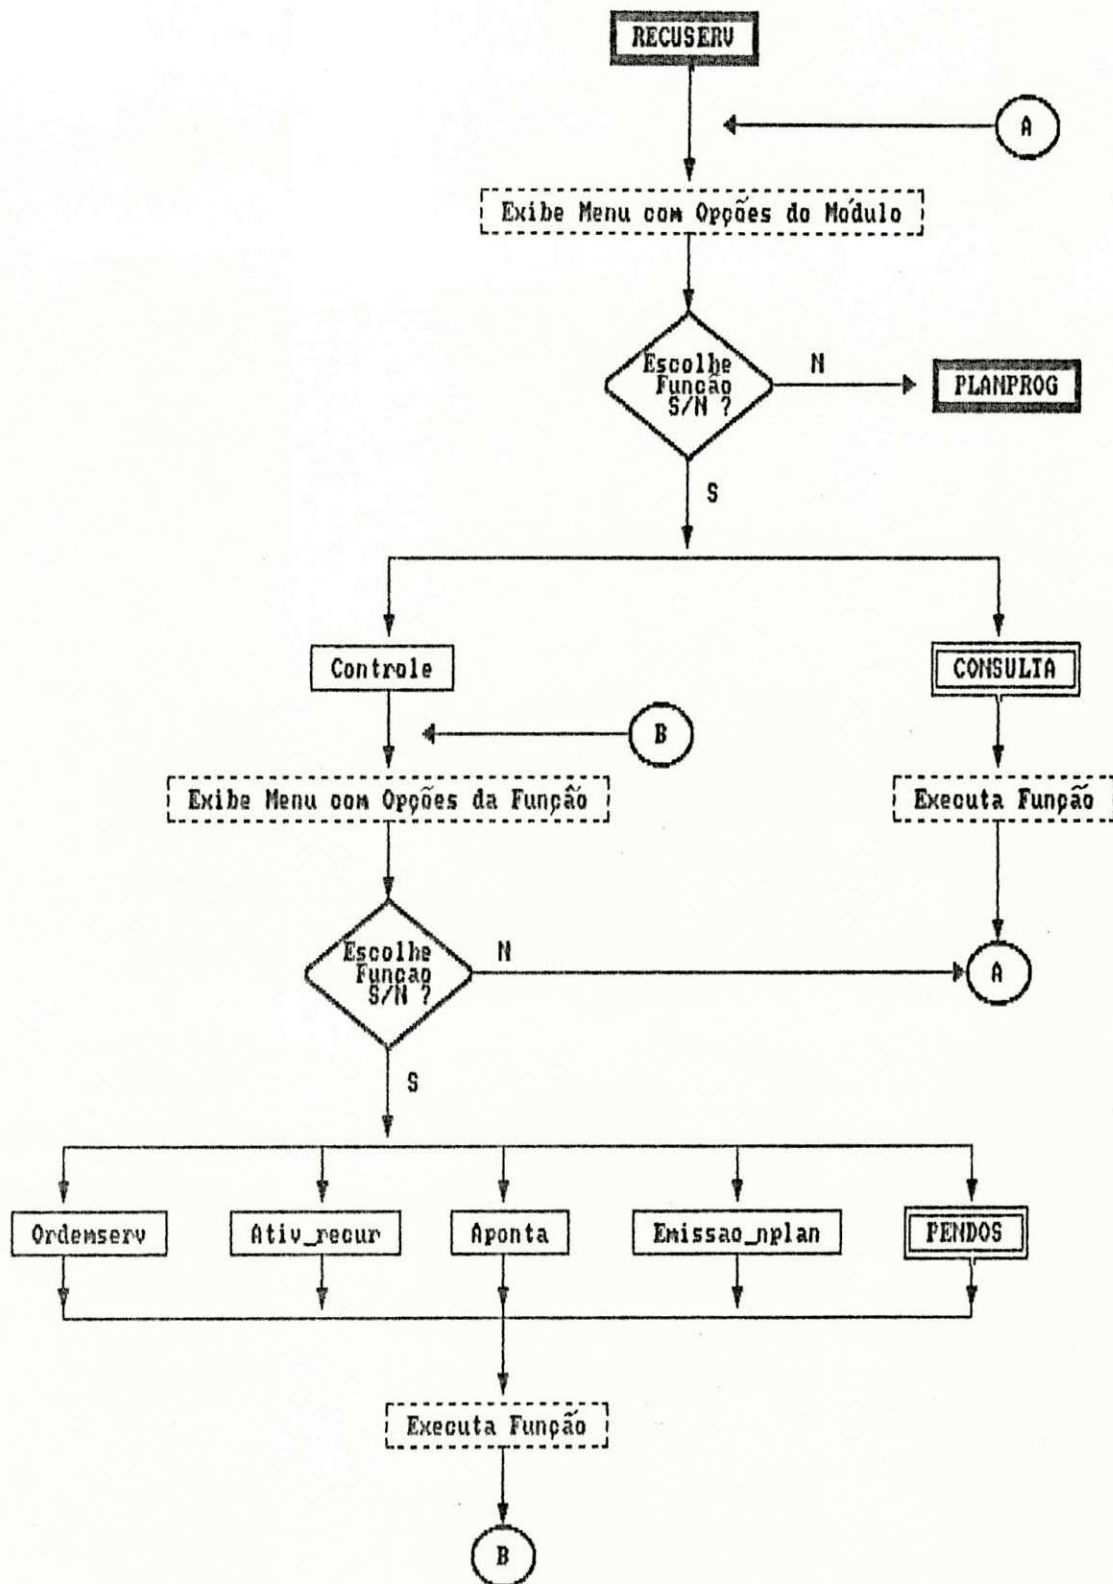 RECUSERV
A
Exibe Menu com Opções do Módulo
Escolhe
Função
S/N ?
N
PLANPROG
S
Controle
CONSULTA
B
Exibe Menu com Opções da Função
Executa Função
Escolhe
Funcao
S/N ?
N
A
S
Ordemserv
Ativ_recur
Aponta
Emissao_nplan
PENDOS
Executa Função
B